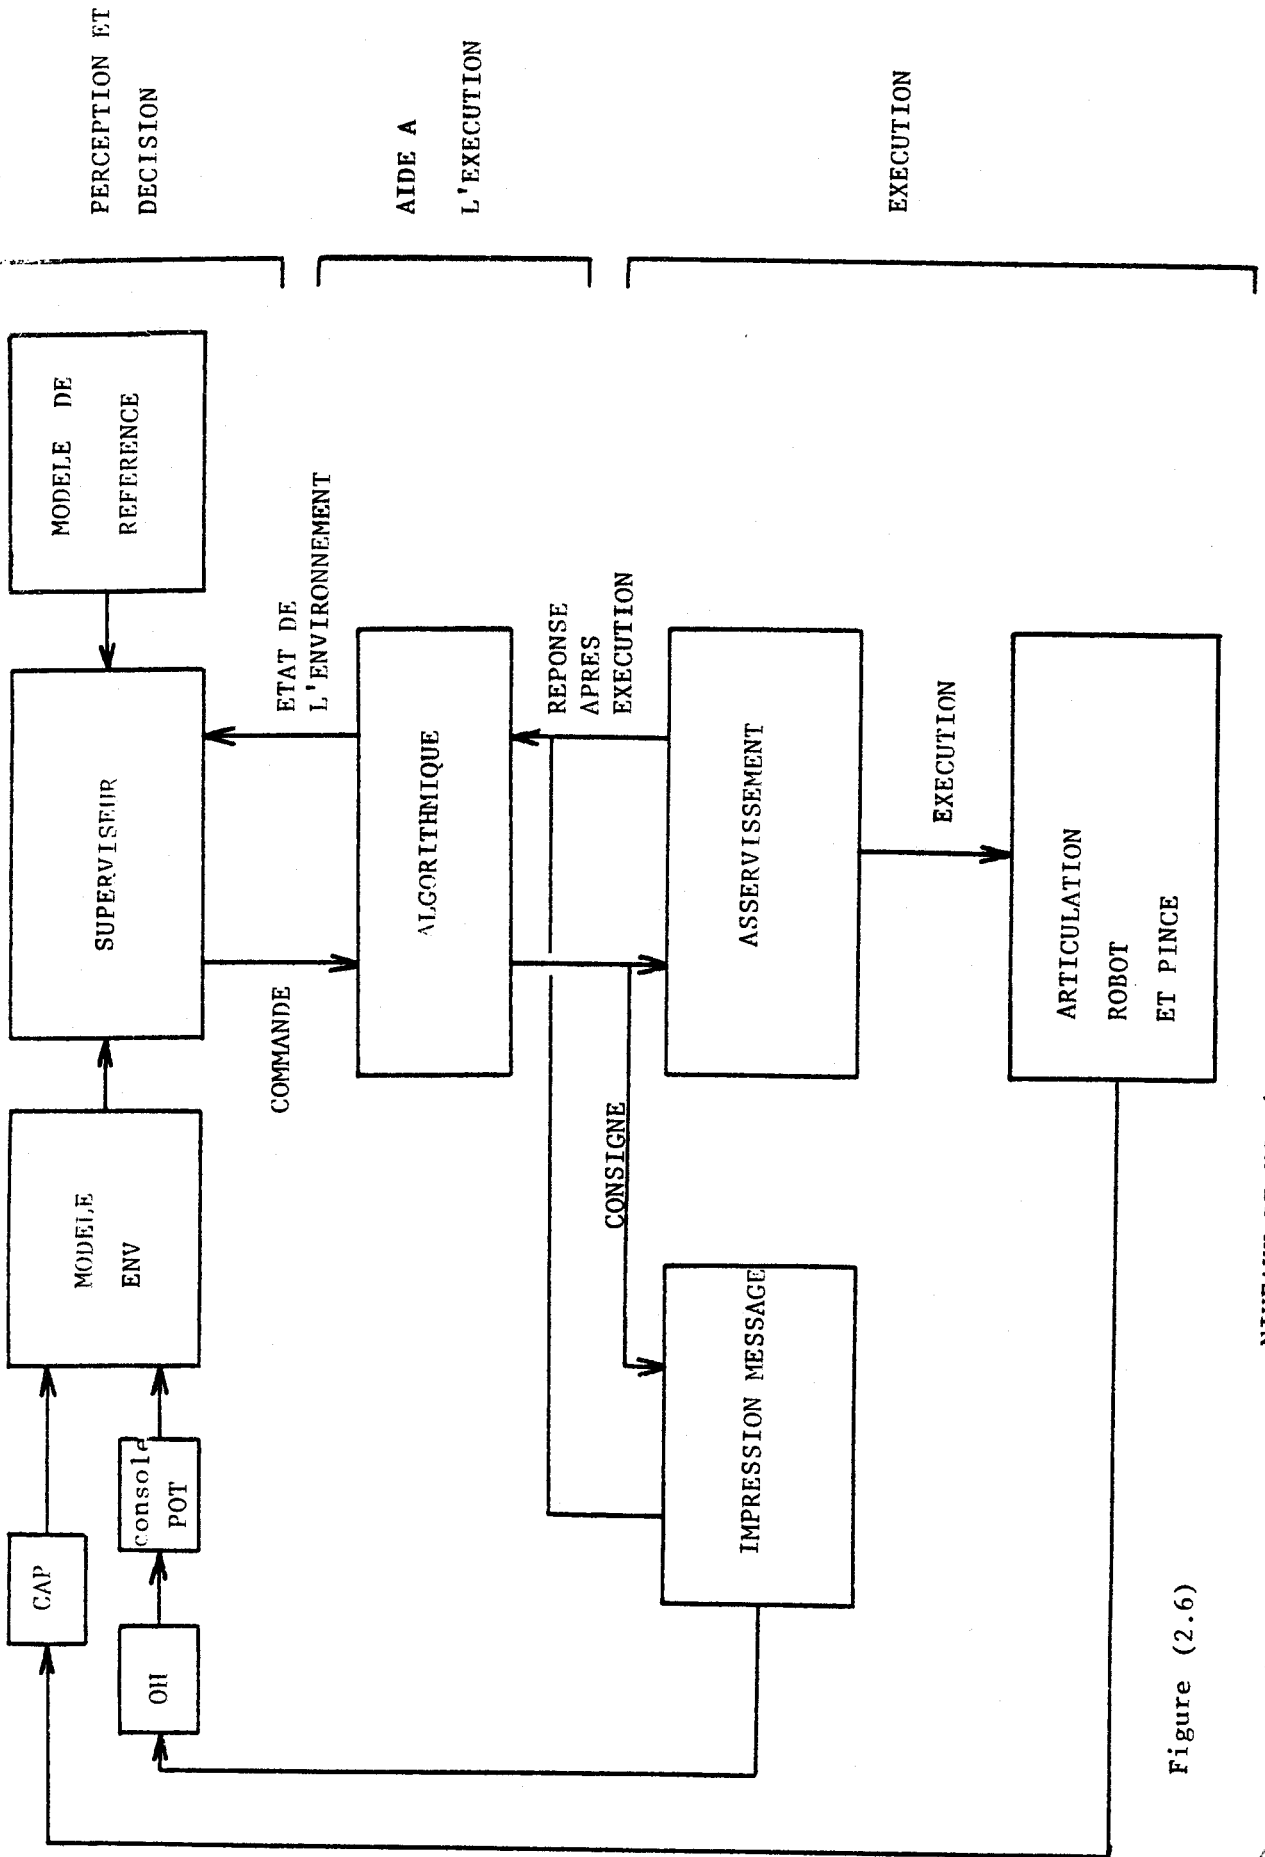 PERCEPTION ET
DECISION
AIDE A
L'EXECUTION
EXECUTION
CAP
OH
console
POT
MODELE
ENV
SUPERVISEUR
MODELE DE
REFERENCE
COMMANDE
ETAT DE
L'ENVIRONNEMENT
ALGORITHMIQUE
CONSIGNE
REPONSE
APRES
EXECUTION
IMPRESSION MESSAGE
ASSERVISSEMENT
EXECUTION
ARTICULATION
ROBOT
ET PINCE
Figure (2.6)